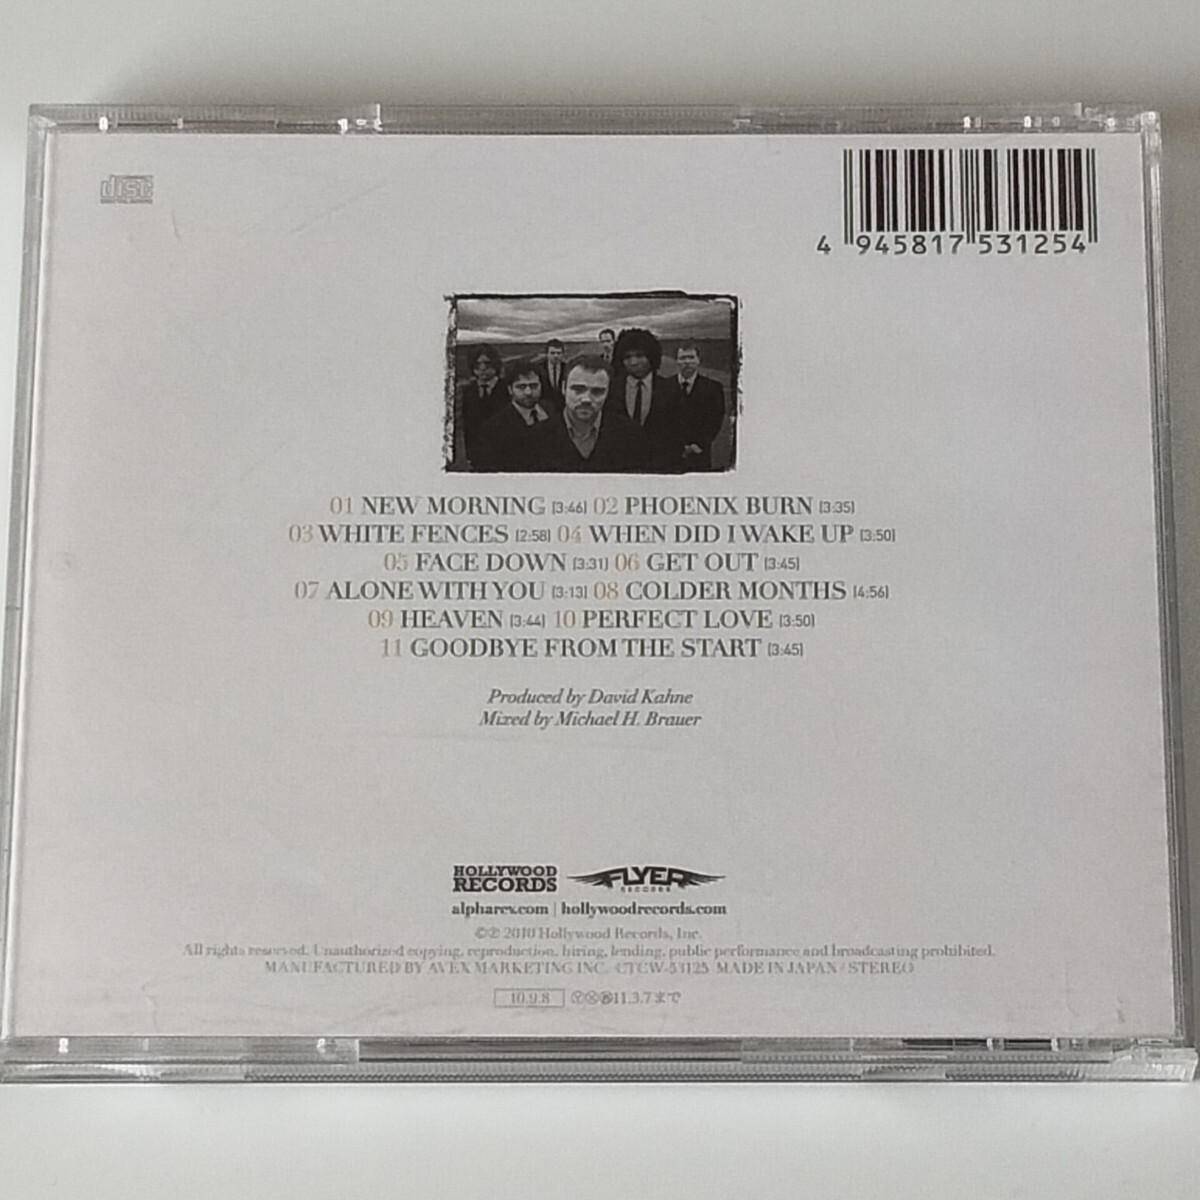 disc
4 945817 531254
01 NEW MORNING [3:46] 02 PHOENIX BURN [3:35]
03 WHITE FENCES [2:58] 04 WHEN DID I WAKE UP [3:50]
05 FACE DOWN [3:31] 06 GET OUT [3:45]
07 ALONE WITH YOU [3:13] 08 COLDER MONTHS [4:56]
09 HEAVEN [3:44] 10 PERFECT LOVE [3:50]
11 GOODBYE FROM THE START [3:45]
Produced by David Kahne
Mixed by Michael H. Brauer
HOLLYWOOD
RECORDS
FLYER
RECORDS
alpharev.com | hollywoodrecords.com
©℗ 2010 Hollywood Records, Inc.
All rights reserved. Unauthorized copying, reproduction, hiring, lending, public performance and broadcasting prohibited.
MANUFACTURED BY AVEX MARKETING INC. CTCW-53125 MADE IN JAPAN / STEREO
10.9.8 11.3.7まで